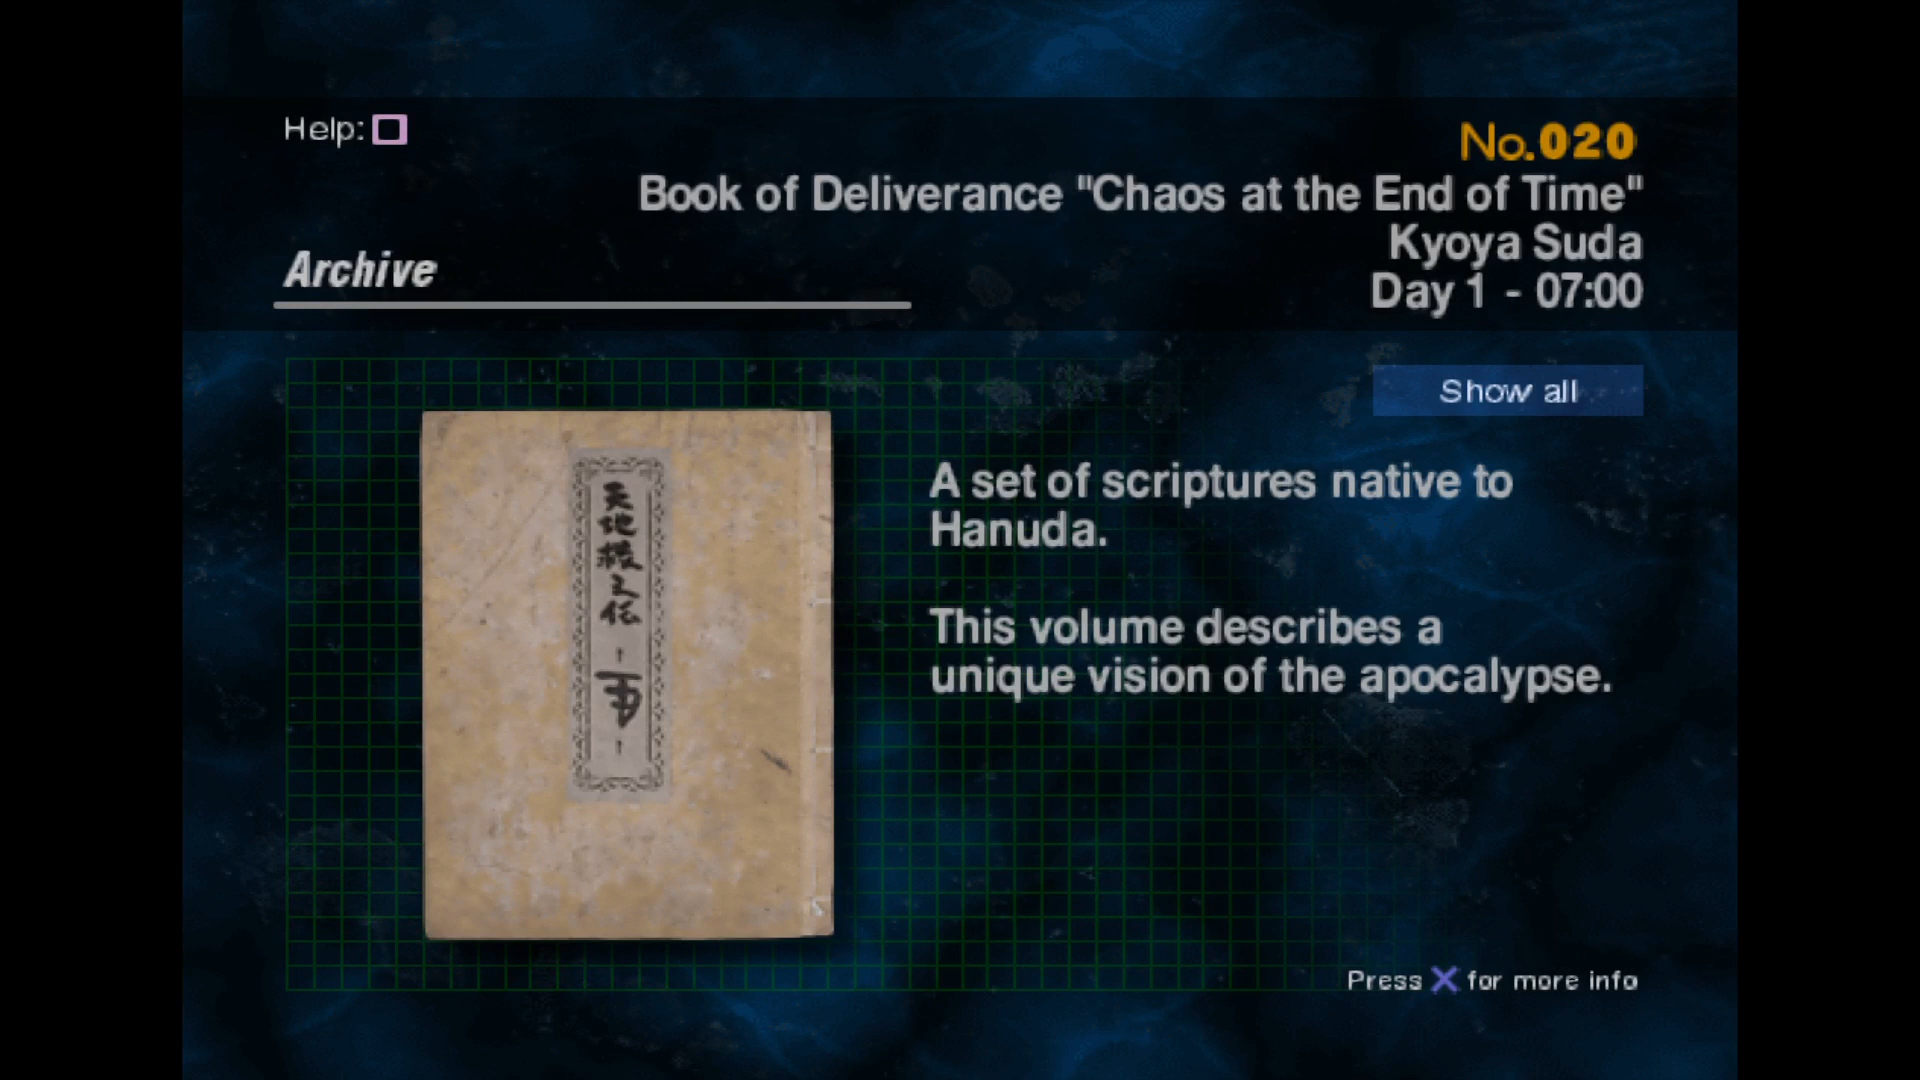 Help:
No.020
Book of Deliverance "Chaos at the End of Time"
Kyoya Suda
Day 1 - 07:00
Archive
Show all
天地救之伝
A set of scriptures native to
Hanuda.
This volume describes a
unique vision of the apocalypse.
Press X for more info